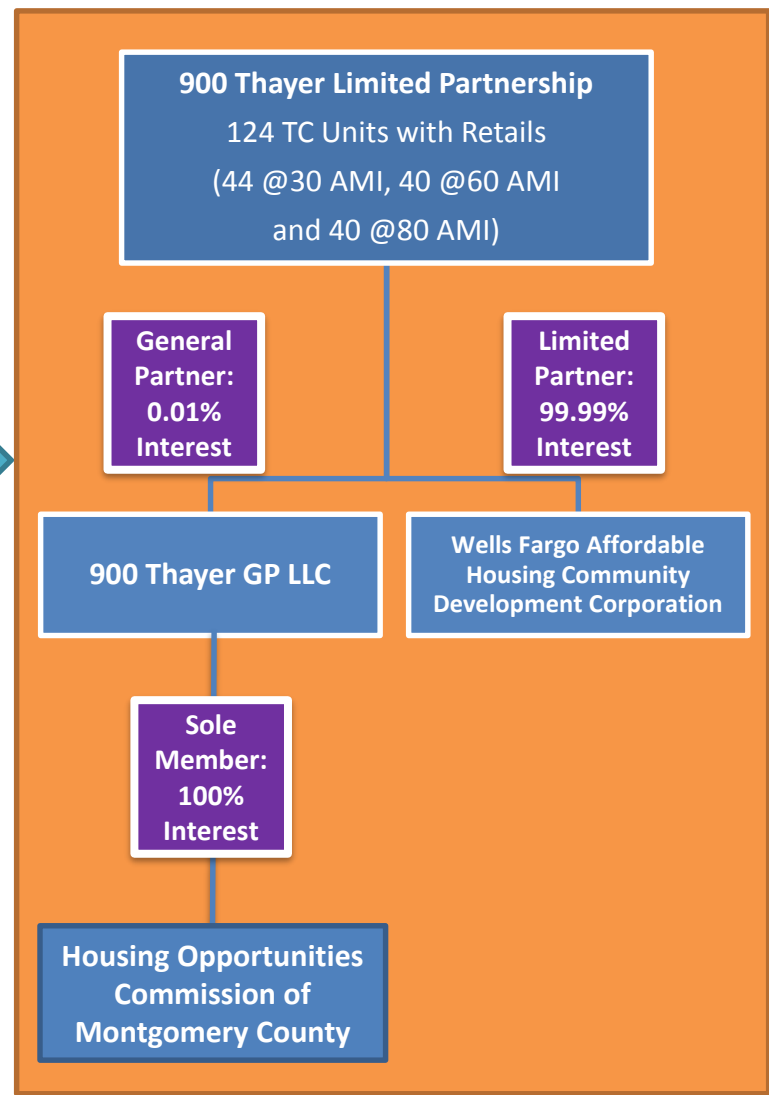 900 Thayer Limited Partnership
124 TC Units with Retails
(44 @30 AMI, 40 @60 AMI
and 40 @80 AMI)
General
Partner:
0.01%
Interest
Limited
Partner:
99.99%
Interest
900 Thayer GP LLC
Wells Fargo Affordable
Housing Community
Development Corporation
Sole
Member:
100%
Interest
Housing Opportunities
Commission of
Montgomery County